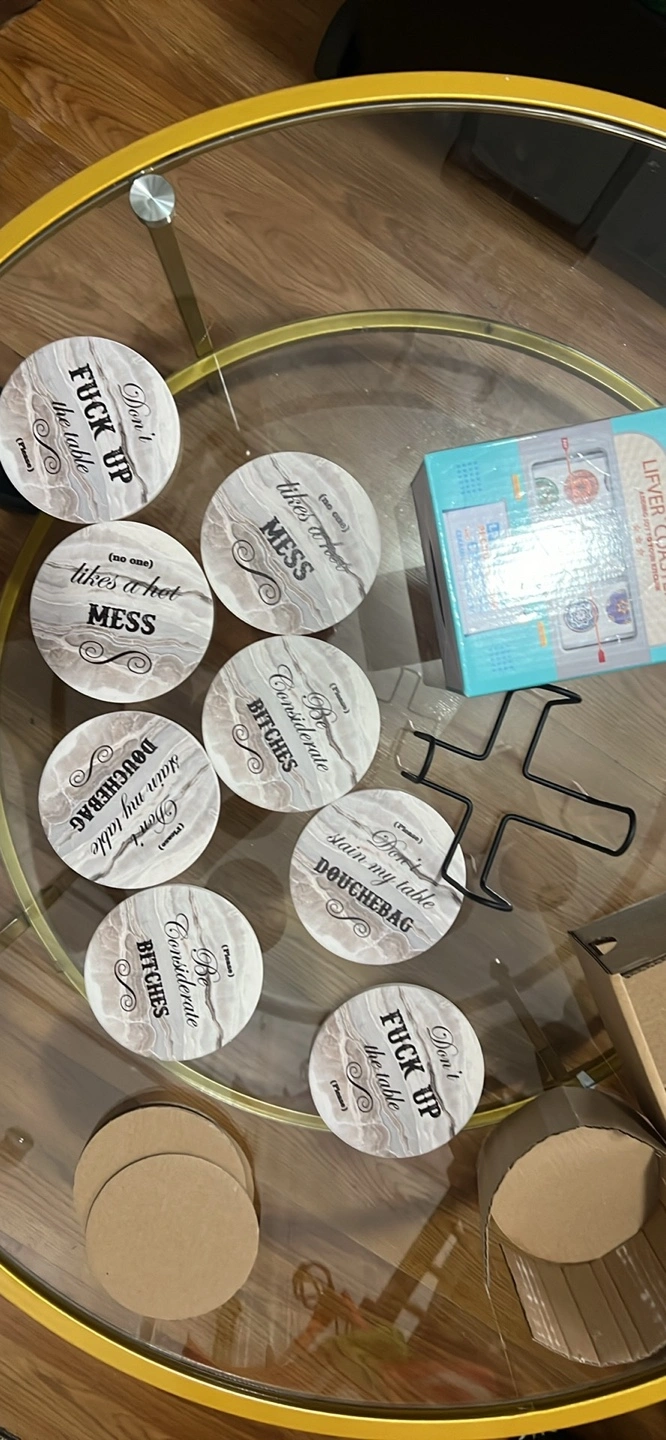 Don't
FUCK UP
the table
(Please)
(no one)
likes a hot
MESS
(no one)
likes a hot
MESS
(Please)
Be
Considerate
BITCHES
(Please)
Don't
stain my table
DOUCHEBAG
(Please)
Don't
stain my table
DOUCHEBAG
(Please)
Be
Considerate
BITCHES
Don't
FUCK UP
the table
(Please)
LIFVER